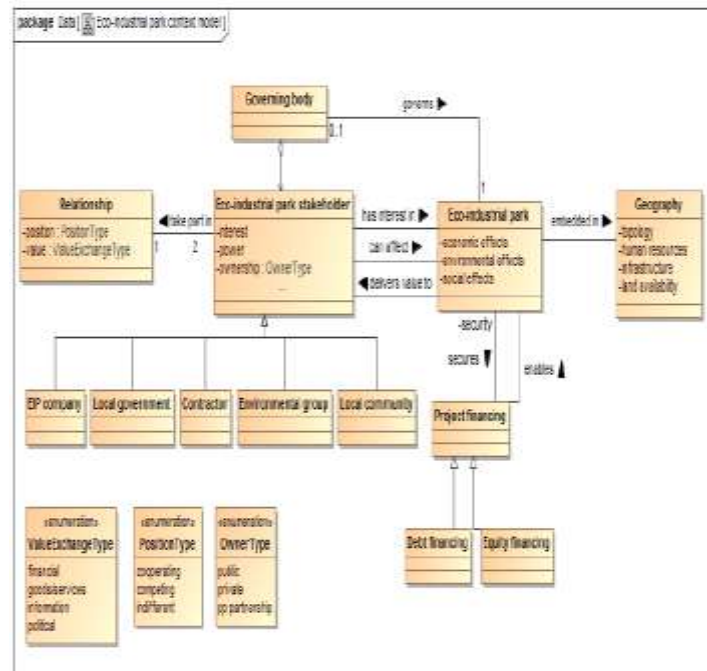 package Data [ Eco-industrial park context model ]
Governing body
governs
0..1
1
Relationship
-position : PositionType
-value : ValueExchangeType
take part in
1
2
Eco-industrial park stakeholder
-interest
-power
-ownership : OwnerType
...
has interest in
can affect
delivers value to
Eco-industrial park
-economic effects
-environmental effects
-social effects
embedded in
Geography
-topology
-human resources
-infrastructure
-land availability
-security
secures
enables
EIP company
Local government
Contractor
Environmental group
Local community
Project financing
Debt financing
Equity financing
«enumeration»
ValueExchangeType
financial
goods/services
information
political
«enumeration»
PositionType
cooperating
competing
indifferent
«enumeration»
OwnerType
public
private
pp partnership